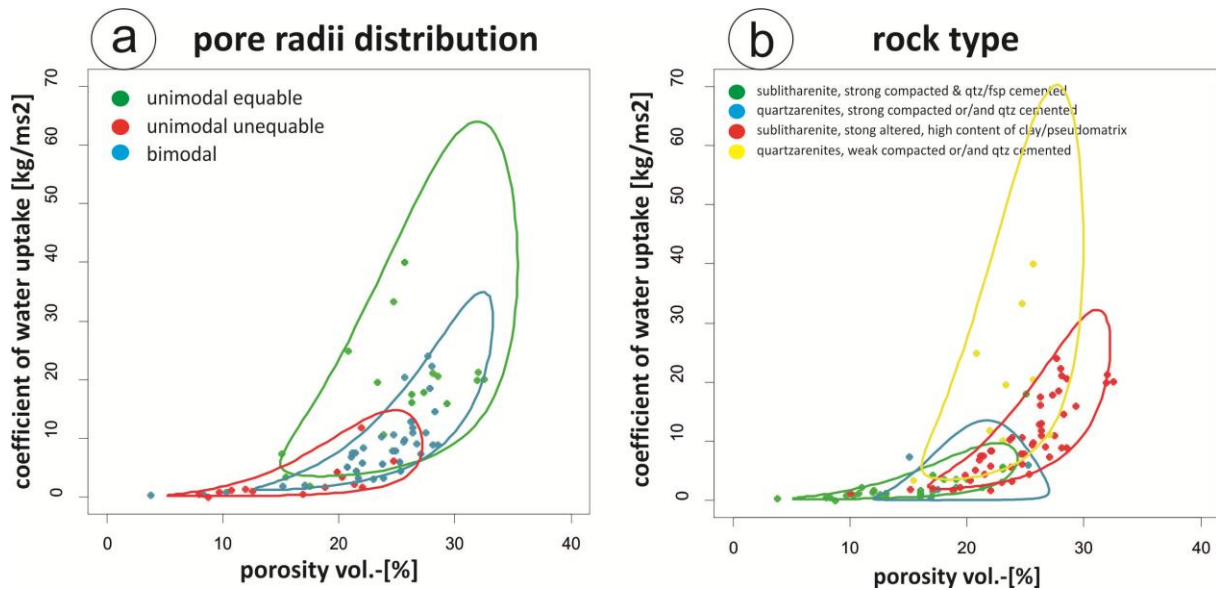 a
pore radii distribution
70
60
50
40
30
20
10
0
coefficient of water uptake [kg/ms2]
unimodal equable
unimodal unequable
bimodal
0
10
20
30
40
porosity vol.-[%]
b
rock type
70
60
50
40
30
20
10
0
coefficient of water uptake [kg/ms2]
sublitharenite, strong compacted & qtz/fsp cemented
quartzarenites, strong compacted or/and qtz cemented
sublitharenite, stong altered, high content of clay/pseudomatrix
quartzarenites, weak compacted or/and qtz cemented
0
10
20
30
40
porosity vol.-[%]